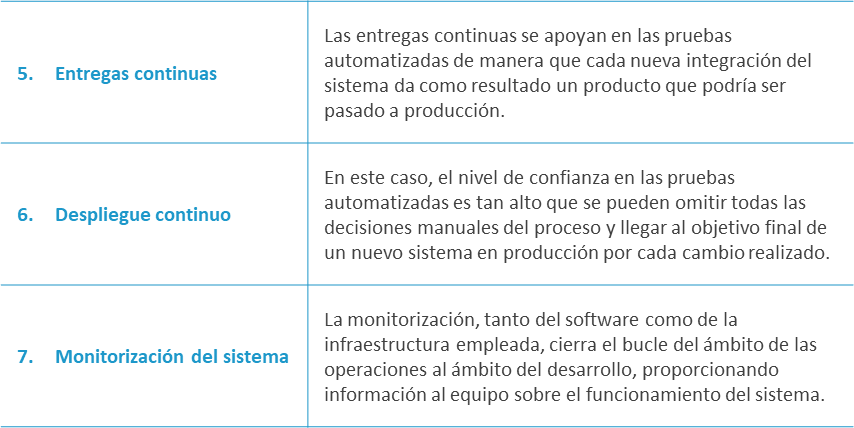 5. Entregas continuas
Las entregas continuas se apoyan en las pruebas
automatizadas de manera que cada nueva integración del
sistema da como resultado un producto que podría ser
pasado a producción.
6. Despliegue continuo
En este caso, el nivel de confianza en las pruebas
automatizadas es tan alto que se pueden omitir todas las
decisiones manuales del proceso y llegar al objetivo final de
un nuevo sistema en producción por cada cambio realizado.
7. Monitorización del sistema
La monitorización, tanto del software como de la
infraestructura empleada, cierra el bucle del ámbito de las
operaciones al ámbito del desarrollo, proporcionando
información al equipo sobre el funcionamiento del sistema.